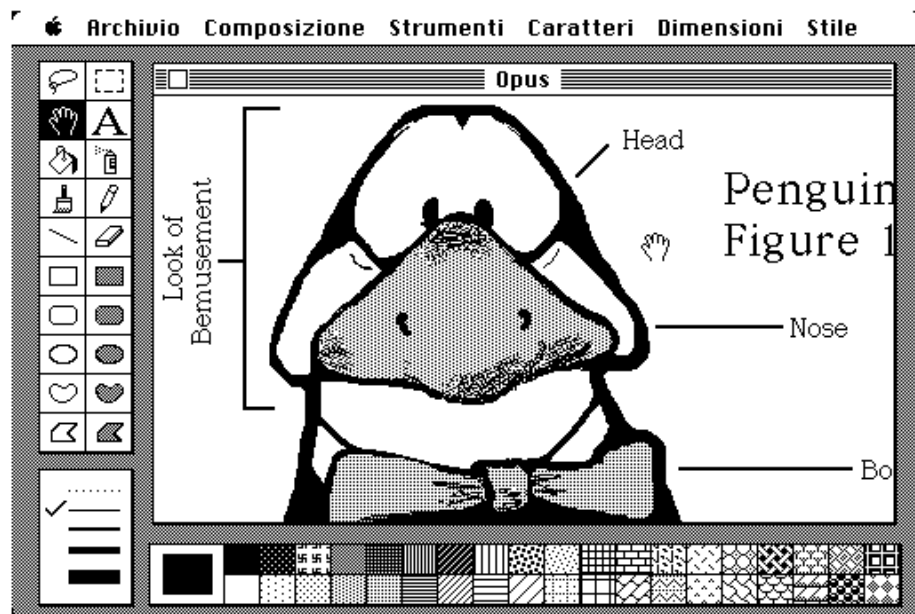 Archivio Composizione Strumenti Caratteri Dimensioni Stile
Opus
A
Head
Penguin
Figure 1
Look of
Bemusement
Nose
Bo